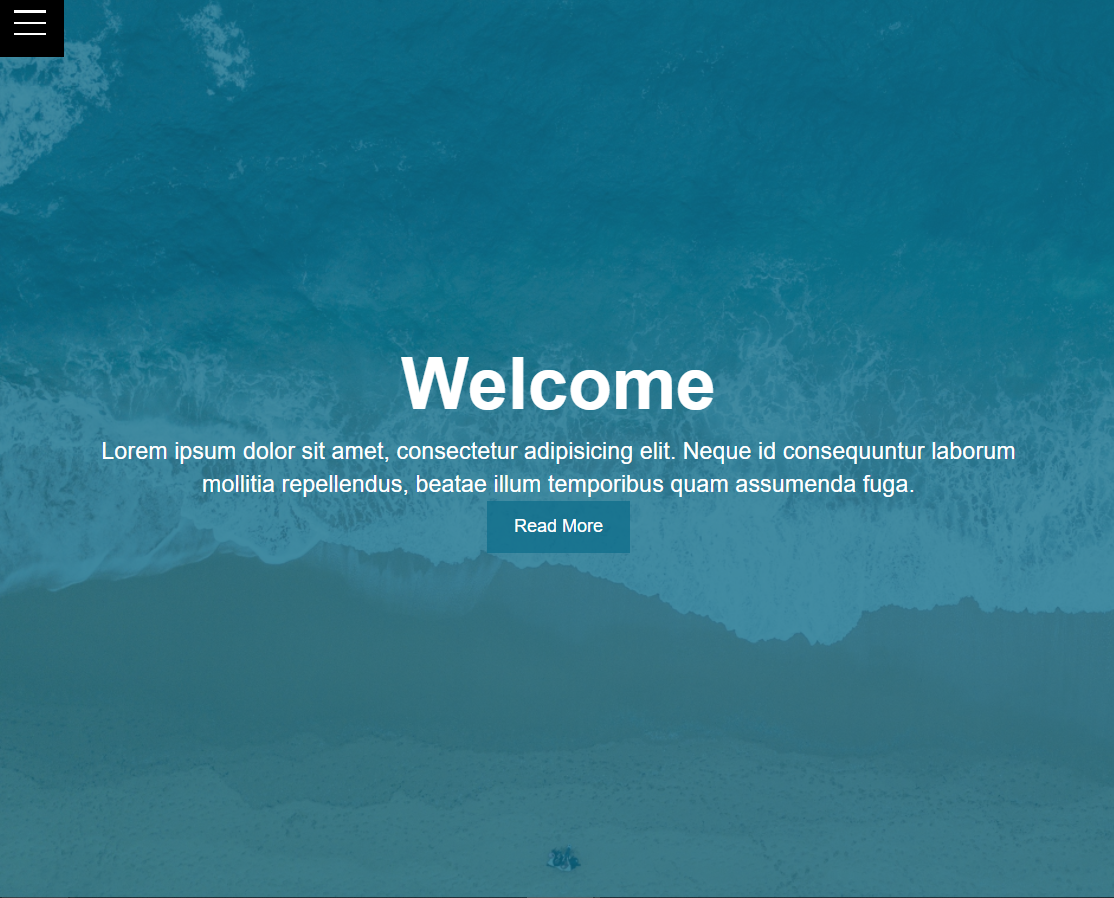 Welcome
Lorem ipsum dolor sit amet, consectetur adipisicing elit. Neque id consequuntur laborum
mollitia repellendus, beatae illum temporibus quam assumenda fuga.
Read More